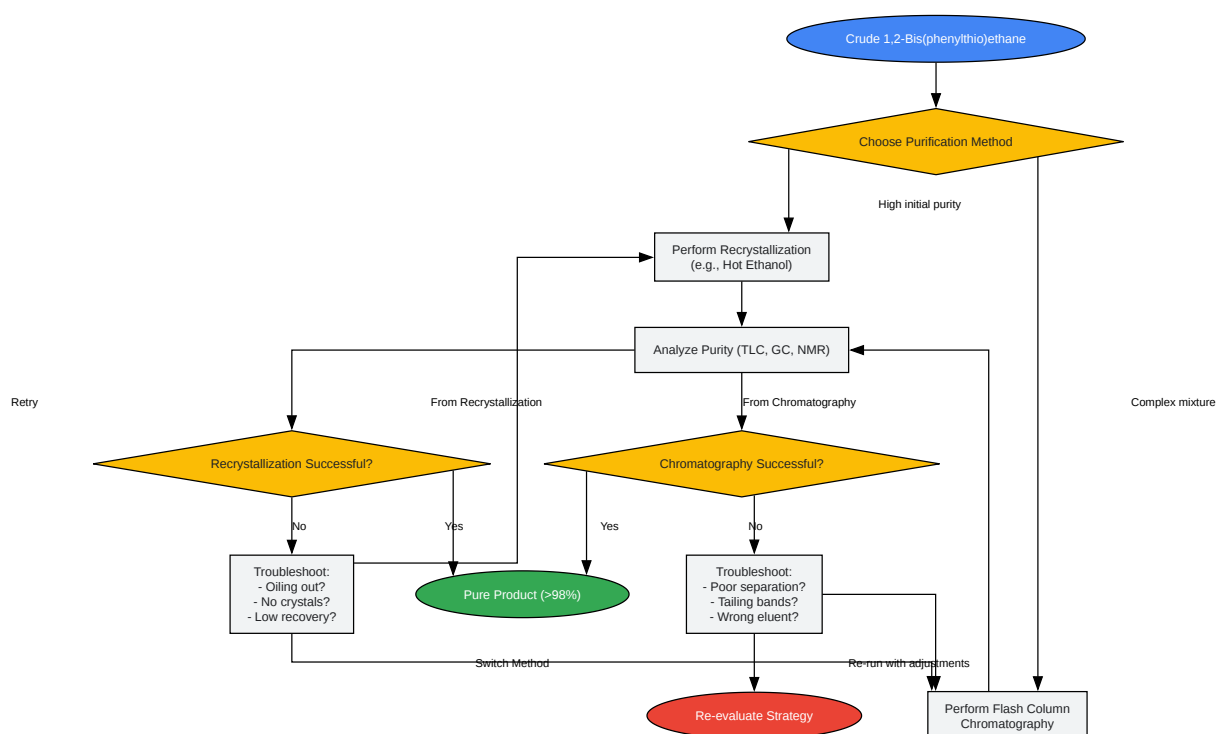 Crude 1,2-Bis(phenylthio)ethane
Choose Purification Method
High initial purity
Perform Recrystallization
(e.g., Hot Ethanol)
Analyze Purity (TLC, GC, NMR)
Retry
From Recrystallization
From Chromatography
Complex mixture
Recrystallization Successful?
Chromatography Successful?
No
Yes
Yes
No
Troubleshoot:
- Oiling out?
- No crystals?
- Low recovery?
Pure Product (>98%)
Troubleshoot:
- Poor separation?
- Tailing bands?
- Wrong eluent?
Switch Method
Re-run with adjustments
Re-evaluate Strategy
Perform Flash Column
Chromatography